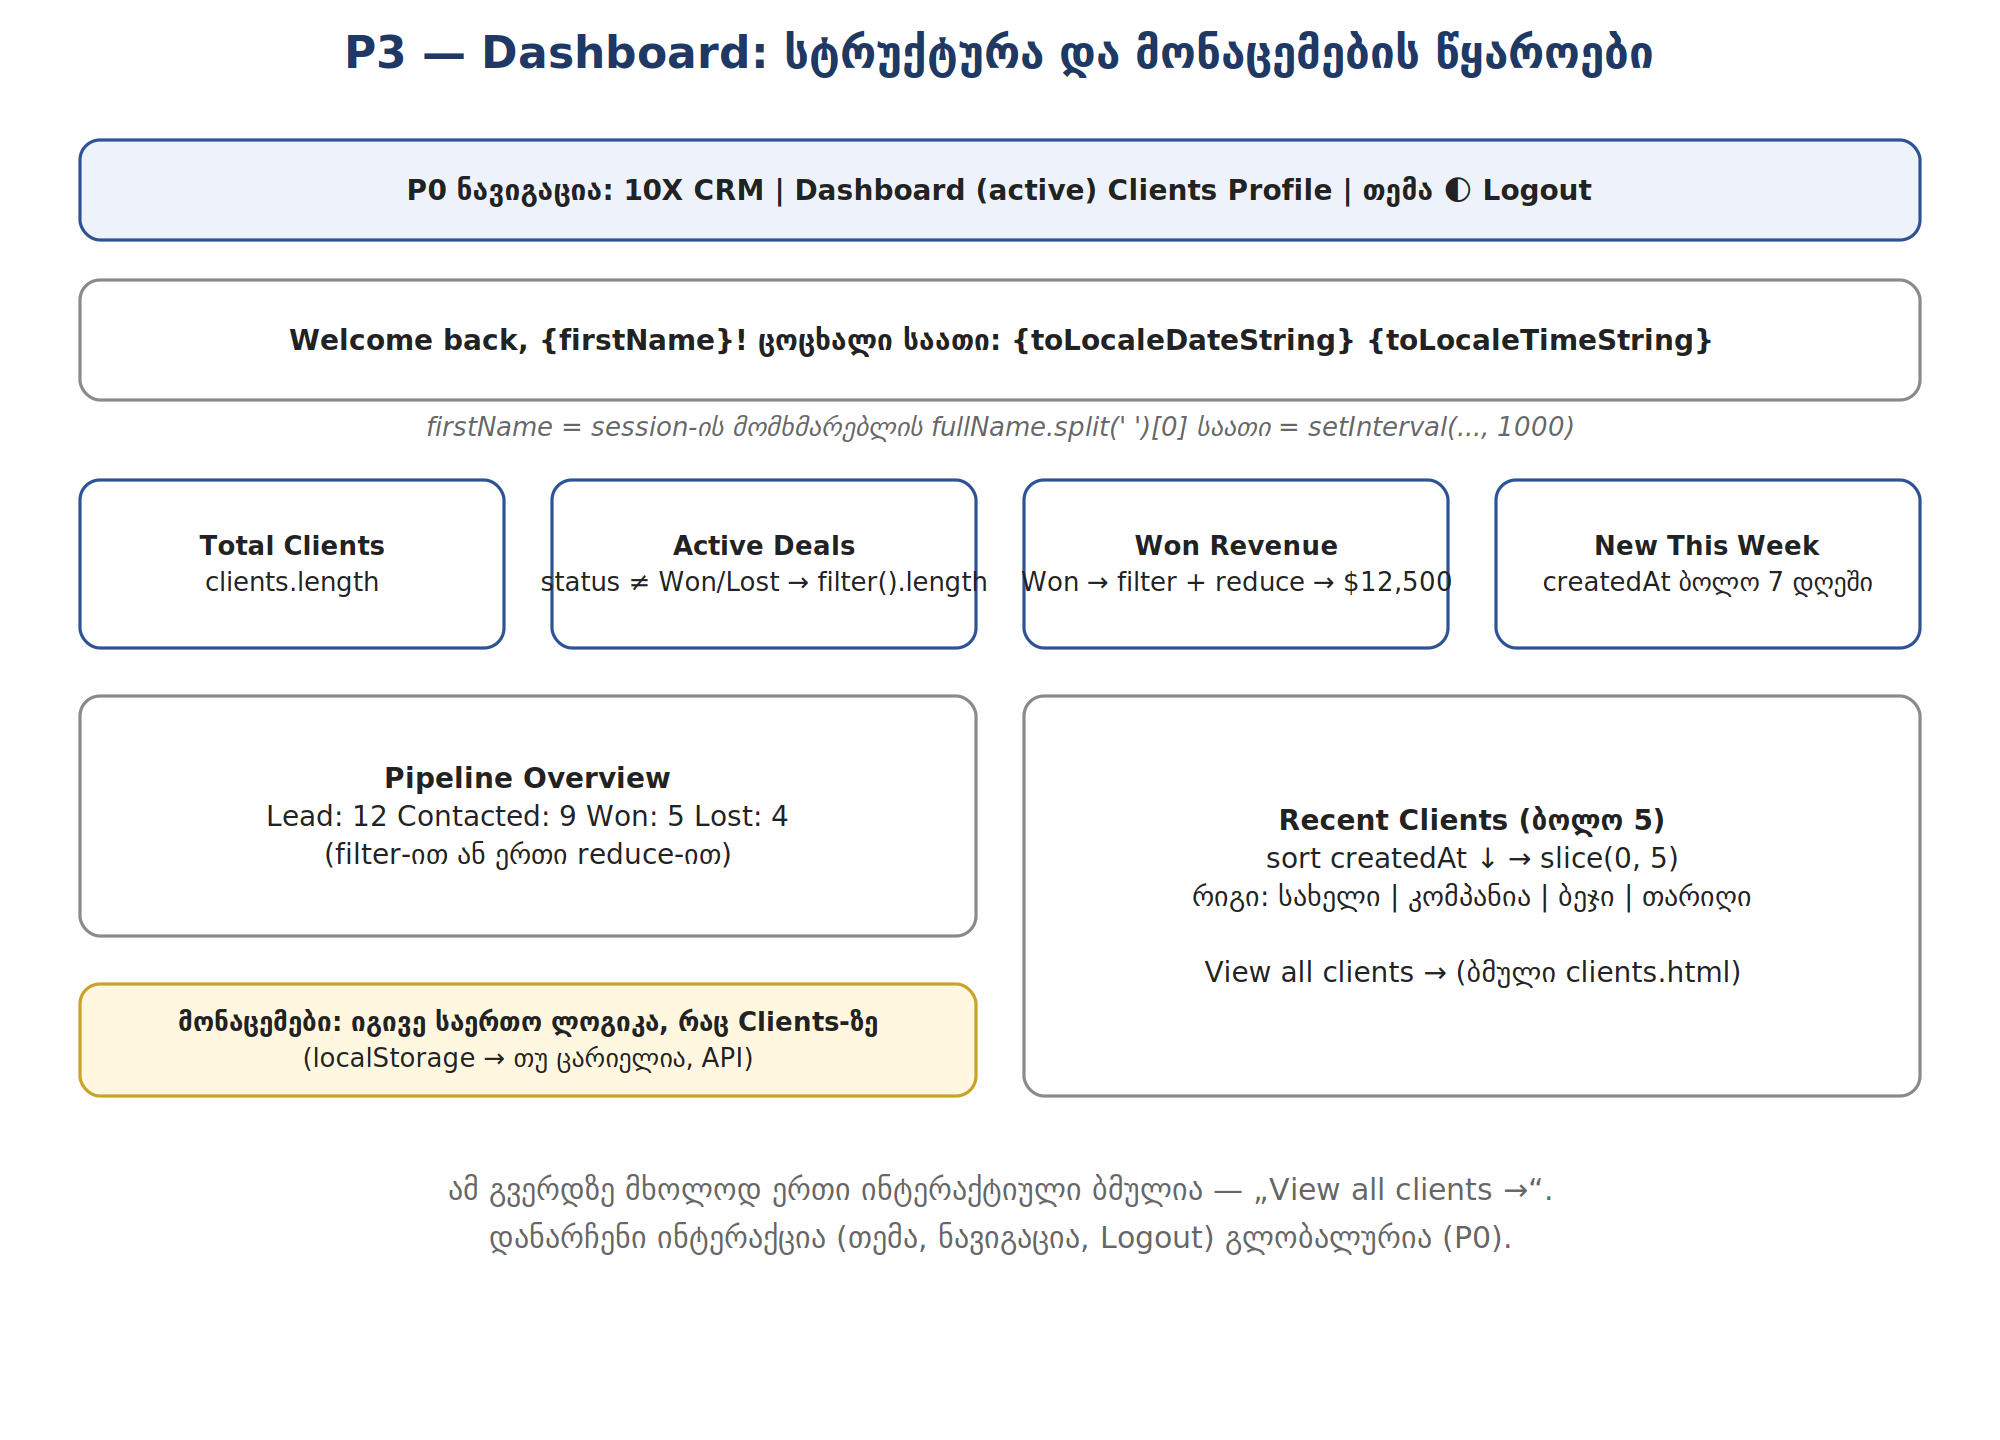 P3 — Dashboard: სტრუქტურა და მონაცემების წყაროები
P0 ნავიგაცია: 10X CRM | Dashboard (active) Clients Profile | თემა ◐ Logout
Welcome back, {firstName}! ცოცხალი საათი: {toLocaleDateString} {toLocaleTimeString}
firstName = session-ის მომხმარებლის fullName.split(' ')[0] საათი = setInterval(..., 1000)
Total Clients
clients.length
Active Deals
status ≠ Won/Lost → filter().length
Won Revenue
Won → filter + reduce → $12,500
New This Week
createdAt ბოლო 7 დღეში
Pipeline Overview
Lead: 12 Contacted: 9 Won: 5 Lost: 4
(filter-ით ან ერთი reduce-ით)
Recent Clients (ბოლო 5)
sort createdAt ↓ → slice(0, 5)
რიგი: სახელი | კომპანია | ბეჯი | თარიღი
View all clients → (ბმული clients.html)
მონაცემები: იგივე საერთო ლოგიკა, რაც Clients-ზე
(localStorage → თუ ცარიელია, API)
ამ გვერდზე მხოლოდ ერთი ინტერაქტიული ბმულია — „View all clients →“.
დანარჩენი ინტერაქცია (თემა, ნავიგაცია, Logout) გლობალურია (P0).